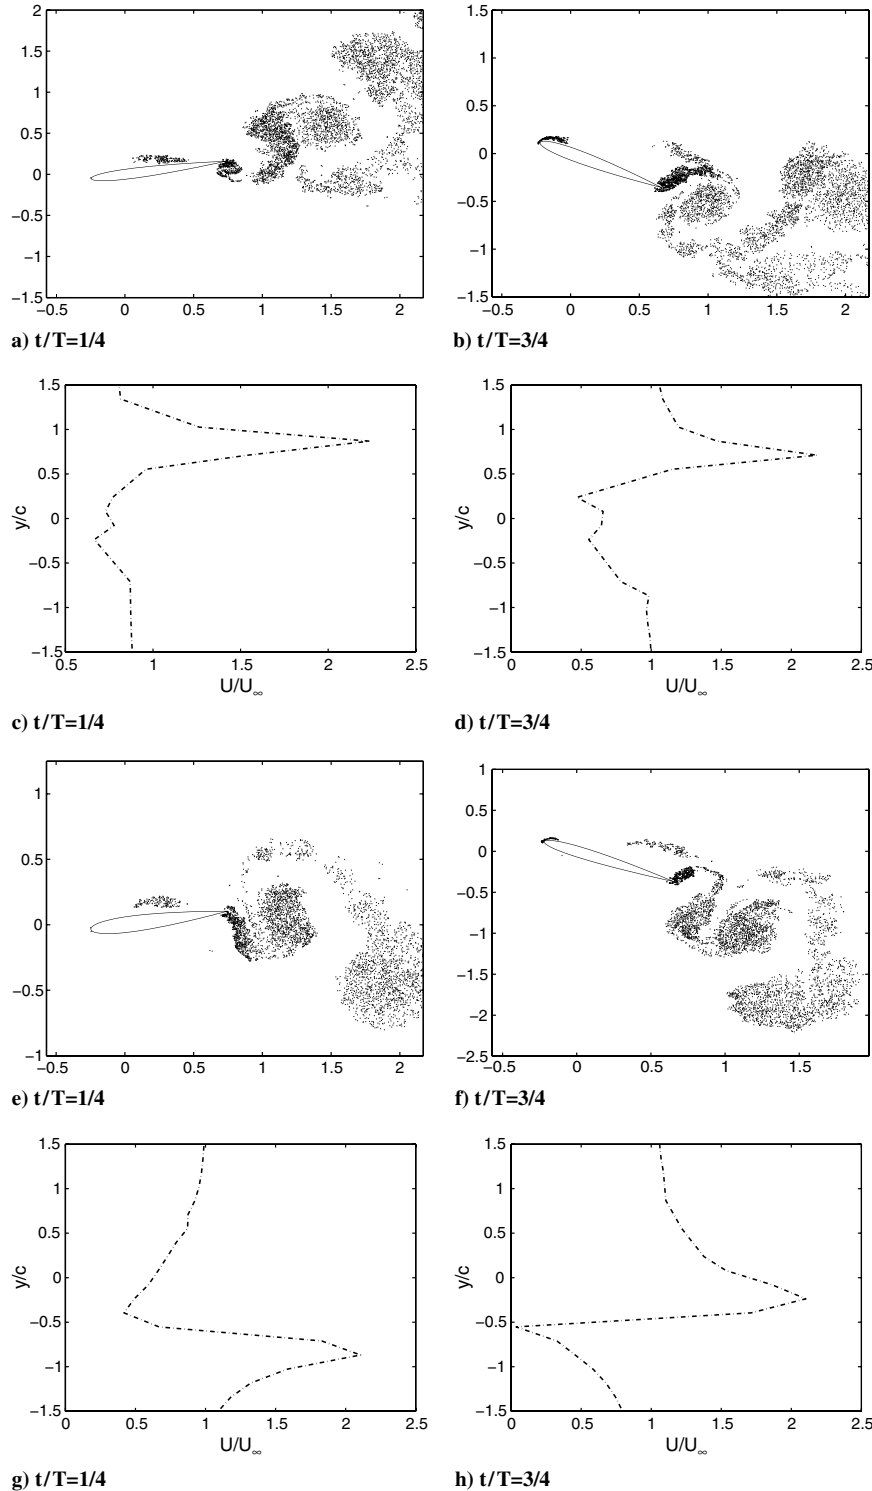 2
1.5
1
0.5
0
−0.5
−1
−1.5
−0.5 0 0.5 1 1.5 2
a) t/T=1/4
1.5
1
0.5
0
−0.5
−1
−1.5
−0.5 0 0.5 1 1.5 2
b) t/T=3/4
1.5
1
0.5
0
−0.5
−1
−1.5
y/c
0.5 1 1.5 2 2.5
U/U∞
c) t/T=1/4
1.5
1
0.5
0
−0.5
−1
−1.5
y/c
0 0.5 1 1.5 2 2.5
U/U∞
d) t/T=3/4
1
0.5
0
−0.5
−1
−0.5 0 0.5 1 1.5 2
e) t/T=1/4
1
0.5
0
−0.5
−1
−1.5
−2
−2.5
−0.5 0 0.5 1 1.5
f) t/T=3/4
1.5
1
0.5
0
−0.5
−1
−1.5
y/c
0 0.5 1 1.5 2 2.5
U/U∞
g) t/T=1/4
1.5
1
0.5
0
−0.5
−1
−1.5
y/c
0 0.5 1 1.5 2 2.5
U/U∞
h) t/T=3/4